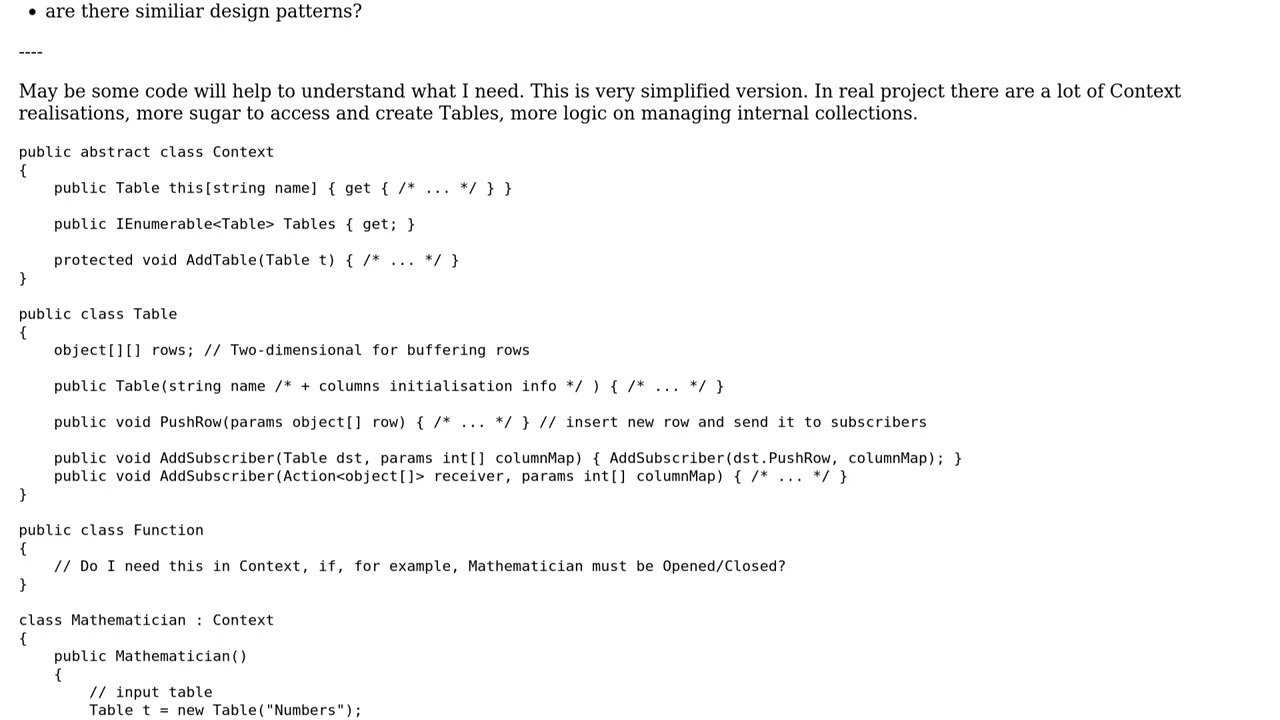 • are there similiar design patterns?
----
May be some code will help to understand what I need. This is very simplified version. In real project there are a lot of Context
realisations, more sugar to access and create Tables, more logic on managing internal collections.
public abstract class Context
{
    public Table this[string name] { get { /* ... */ } }
    public IEnumerable<Table> Tables { get; }
    protected void AddTable(Table t) { /* ... */ }
}
public class Table
{
    object[][] rows; // Two-dimensional for buffering rows
    public Table(string name /* + columns initialisation info */ ) { /* ... */ }
    public void PushRow(params object[] row) { /* ... */ } // insert new row and send it to subscribers
    public void AddSubscriber(Table dst, params int[] columnMap) { AddSubscriber(dst.PushRow, columnMap); }
    public void AddSubscriber(Action<object[]> receiver, params int[] columnMap) { /* ... */ }
}
public class Function
{
    // Do I need this in Context, if, for example, Mathematician must be Opened/Closed?
}
class Mathematician : Context
{
    public Mathematician()
    {
        // input table
        Table t = new Table("Numbers");